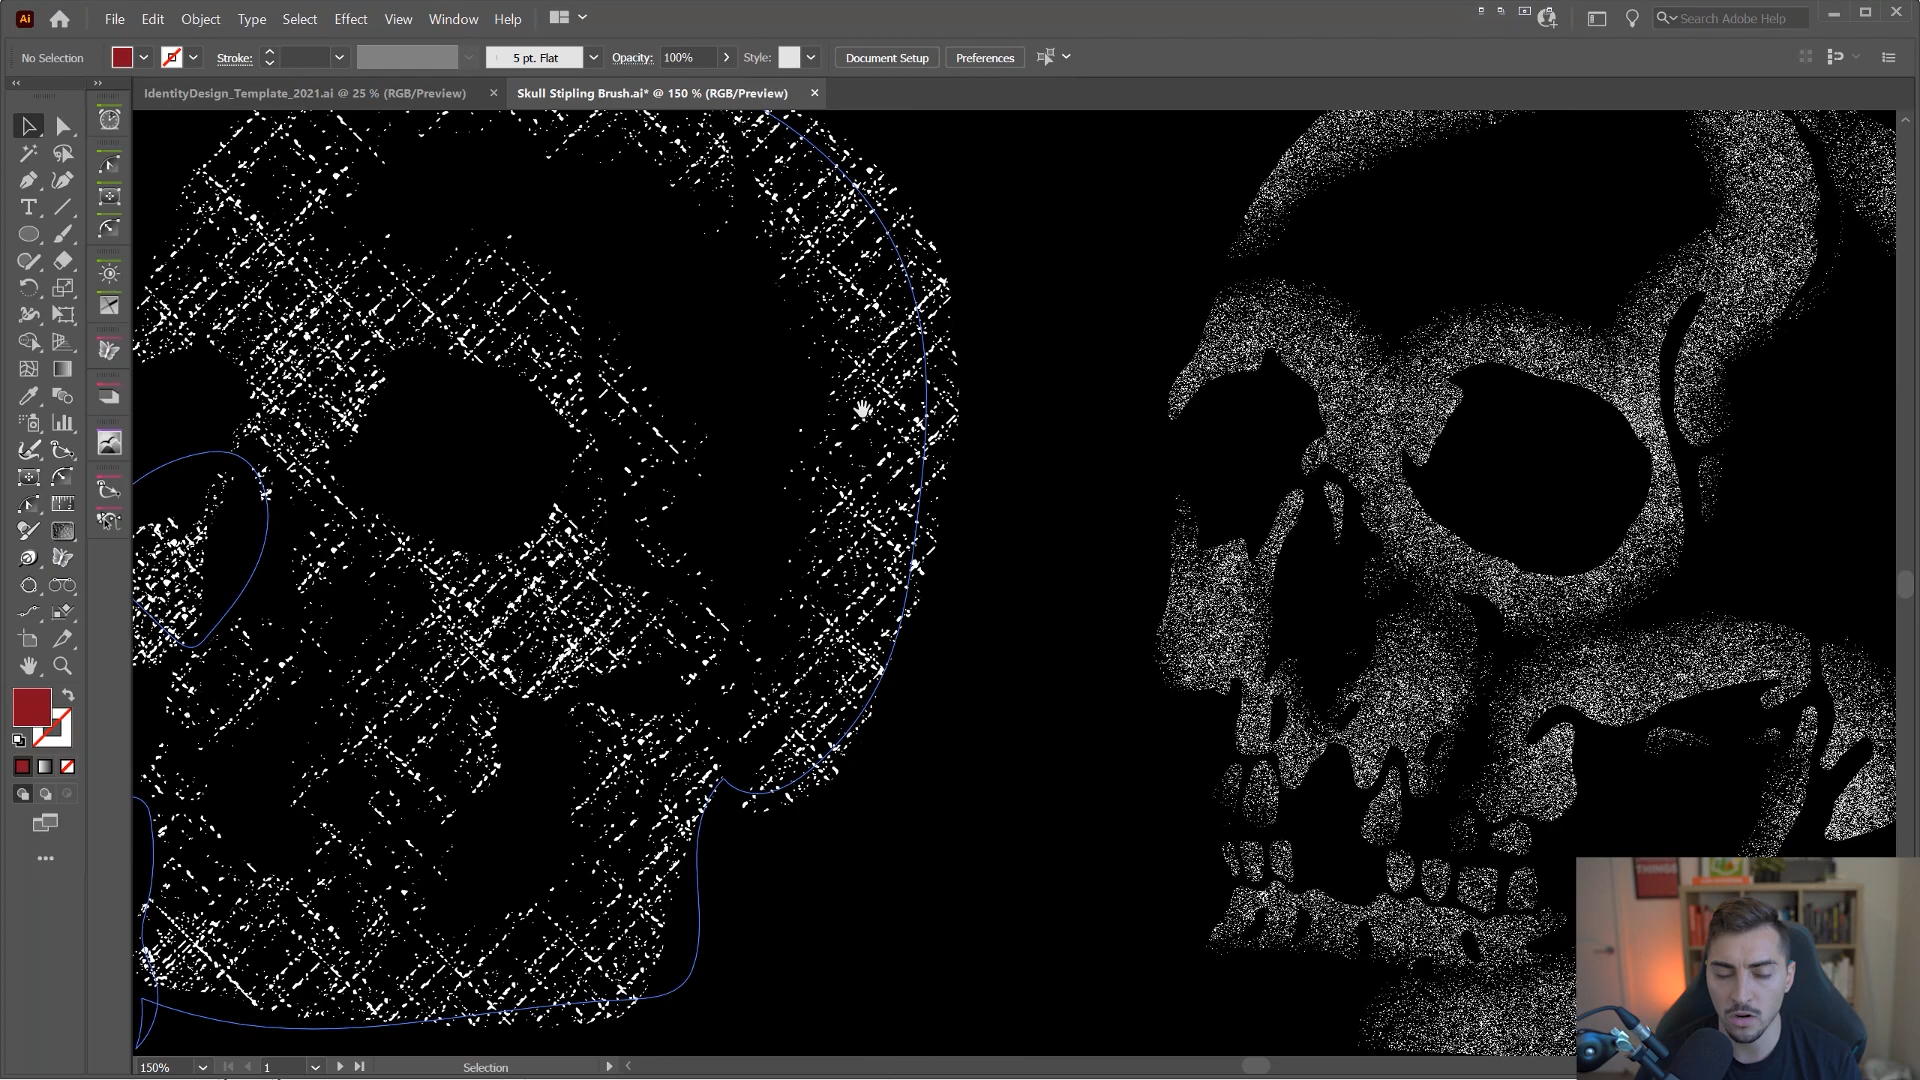 Ai File Edit Object Type Select Effect View Window Help Search Adobe Help
No Selection Stroke: 5 pt. Flat Opacity: 100% Style: Document Setup Preferences
IdentityDesign_Template_2021.ai @ 25 % (RGB/Preview) Skull Stipling Brush.ai* @ 150 % (RGB/Preview)
THINGS
150% 1 Selection